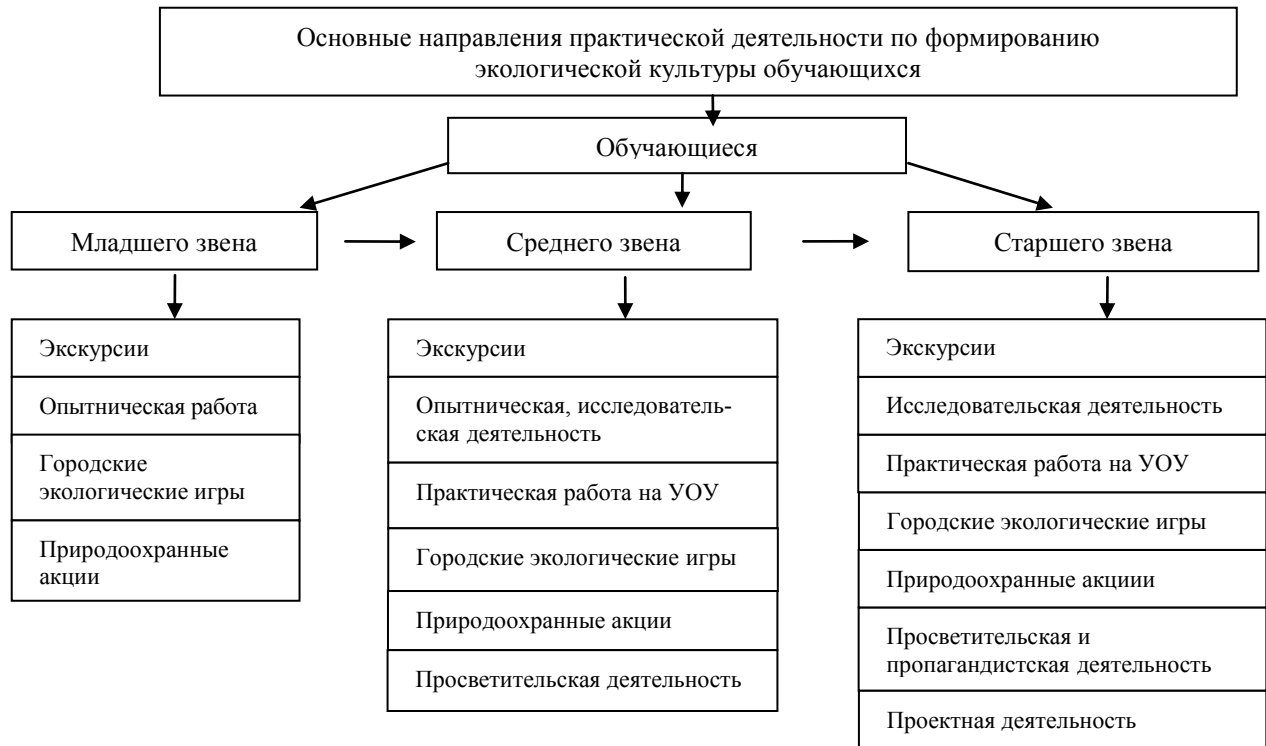 Основные направления практической деятельности по формированию
экологической культуры обучающихся
Обучающиеся
Младшего звена
Среднего звена
Старшего звена
Экскурсии
Опытническая работа
Городские
экологические игры
Природоохранные
акции
Экскурсии
Опытническая, исследователь-
ская деятельность
Практическая работа на УОУ
Городские экологические игры
Природоохранные акции
Просветительская деятельность
Экскурсии
Исследовательская деятельность
Практическая работа на УОУ
Городские экологические игры
Природоохранные акциии
Просветительская и
пропагандистская деятельность
Проектная деятельность